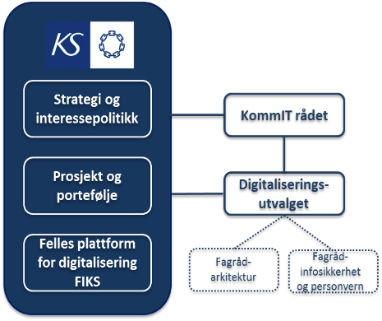 KS
Strategi og
interessepolitikk
KommIT rådet
Prosjekt og
portefølje
Digitaliserings-
utvalget
Felles plattform
for digitalisering
FIKS
Fagråd-
arkitektur
Fagråd-
infosikkerhet
og personvern